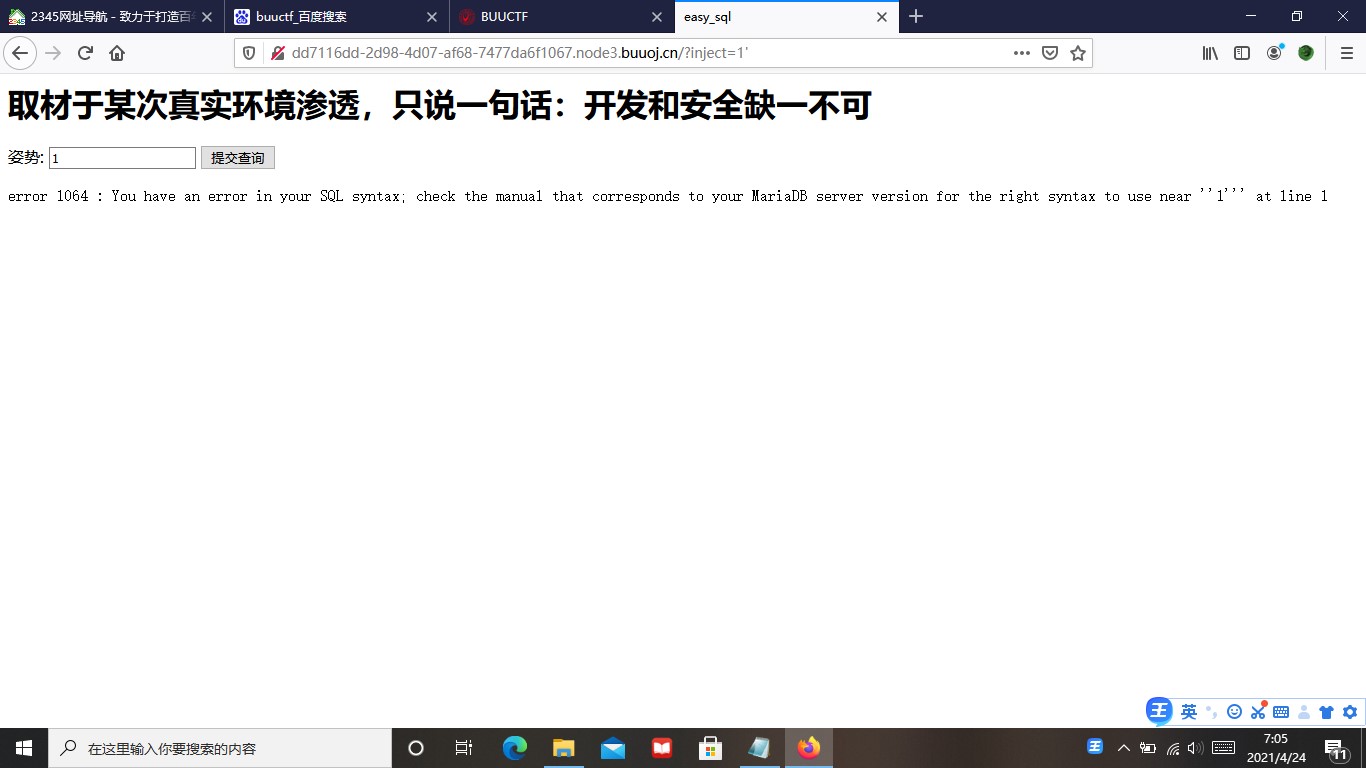 2345网址导航 - 致力于打造百年
buuctf_百度搜索
BUUCTF
easy_sql
dd7116dd-2d98-4d07-af68-7477da6f1067.node3.buuoj.cn/?inject=1'
取材于某次真实环境渗透，只说一句话：开发和安全缺一不可
姿势: 1 提交查询
error 1064 : You have an error in your SQL syntax; check the manual that corresponds to your MariaDB server version for the right syntax to use near ''1''' at line 1
王 英
在这里输入你要搜索的内容
7:05
2021/4/24
11